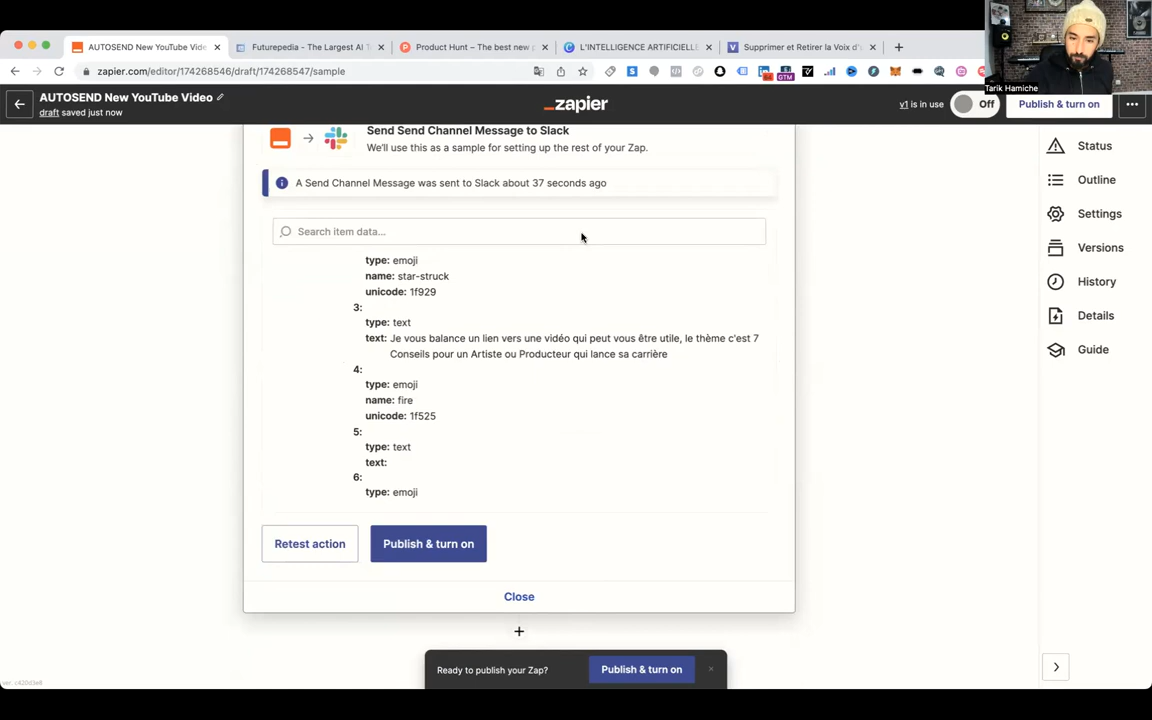 AUTOSEND New YouTube Vide
Futurepedia - The Largest AI T
Product Hunt – The best new p
L'INTELLIGENCE ARTIFICIELL
Supprimer et Retirer la Voix d'
zapier.com/editor/174268546/draft/174268547/sample
Tarik Hamiche
AUTOSEND New YouTube Video
draft saved just now
zapier
v1 is in use
Off
Publish & turn on
Send Send Channel Message to Slack
We'll use this as a sample for setting up the rest of your Zap.
A Send Channel Message was sent to Slack about 37 seconds ago
Search item data...
type: emoji
name: star-struck
unicode: 1f929
3:
type: text
text: Je vous balance un lien vers une vidéo qui peut vous être utile, le thème c'est 7
Conseils pour un Artiste ou Producteur qui lance sa carrière
4:
type: emoji
name: fire
unicode: 1f525
5:
type: text
text:
6:
type: emoji
Retest action
Publish & turn on
Close
Ready to publish your Zap?
Publish & turn on
Status
Outline
Settings
Versions
History
Details
Guide